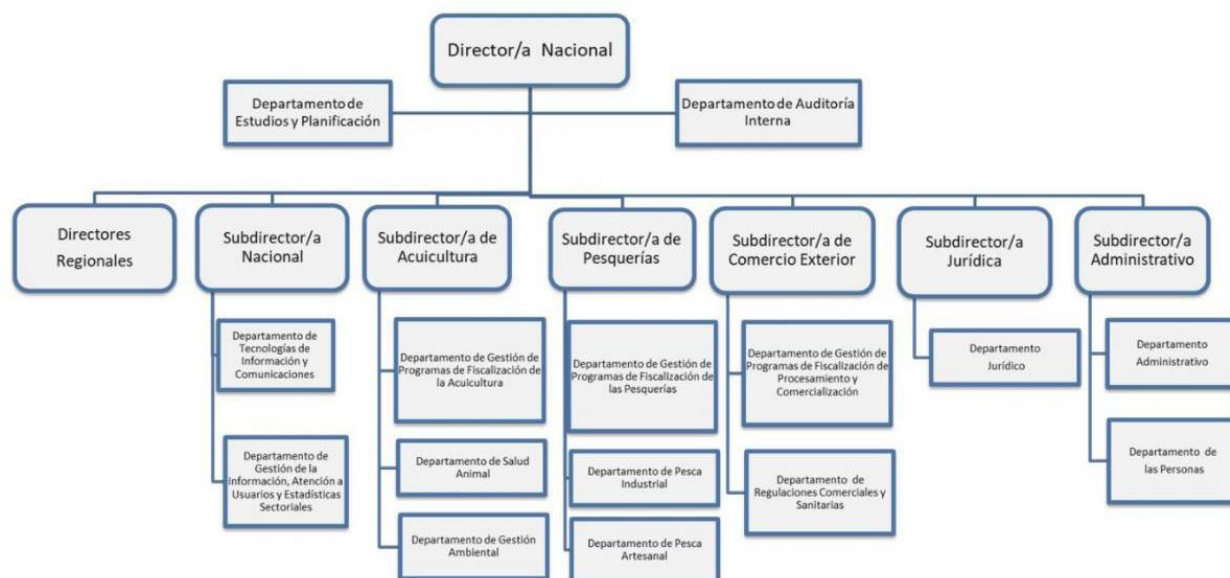 Director/a Nacional
Departamento de
Estudios y Planificación
Departamento de Auditoría
Interna
Directores
Regionales
Subdirector/a
Nacional
Subdirector/a de
Acuicultura
Subdirector/a de
Pesquerías
Subdirector/a de
Comercio Exterior
Subdirector/a
Jurídica
Subdirector/a
Administrativo
Departamento de
Tecnologías de
Información y
Comunicaciones
Departamento de
Gestión de la
Información, Atención a
Usuarios y Estadísticas
Sectoriales
Departamento de Gestión de
Programas de Fiscalización de
la Acuicultura
Departamento de Salud
Animal
Departamento de Gestión
Ambiental
Departamento de Gestión de
Programas de Fiscalización de
las Pesquerías
Departamento de Pesca
Industrial
Departamento de Pesca
Artesanal
Departamento de Gestión de
Programas de Fiscalización de
Procesamiento y
Comercialización
Departamento de
Regulaciones Comerciales y
Sanitarias
Departamento
Jurídico
Departamento
Administrativo
Departamento de
las Personas